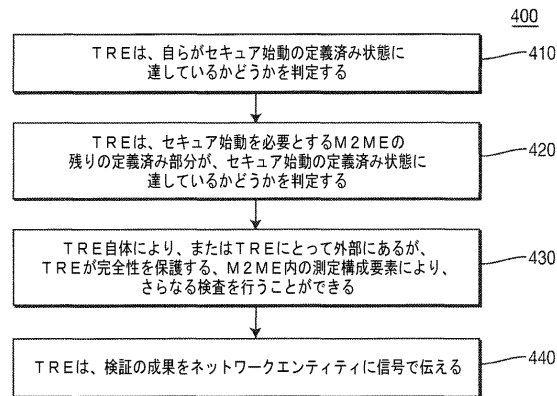 400
TREは、自らがセキュア始動の定義済み状態に
達しているかどうかを判定する
410
TREは、セキュア始動を必要とするM2MEの
残りの定義済み部分が、セキュア始動の定義済み状態に
達しているかどうかを判定する
420
TRE自体により、またはTREにとって外部にあるが、
TREが完全性を保護する、M2ME内の測定構成要素により、
さらなる検査を行うことができる
430
TREは、検証の成果をネットワークエンティティに信号で伝える
440